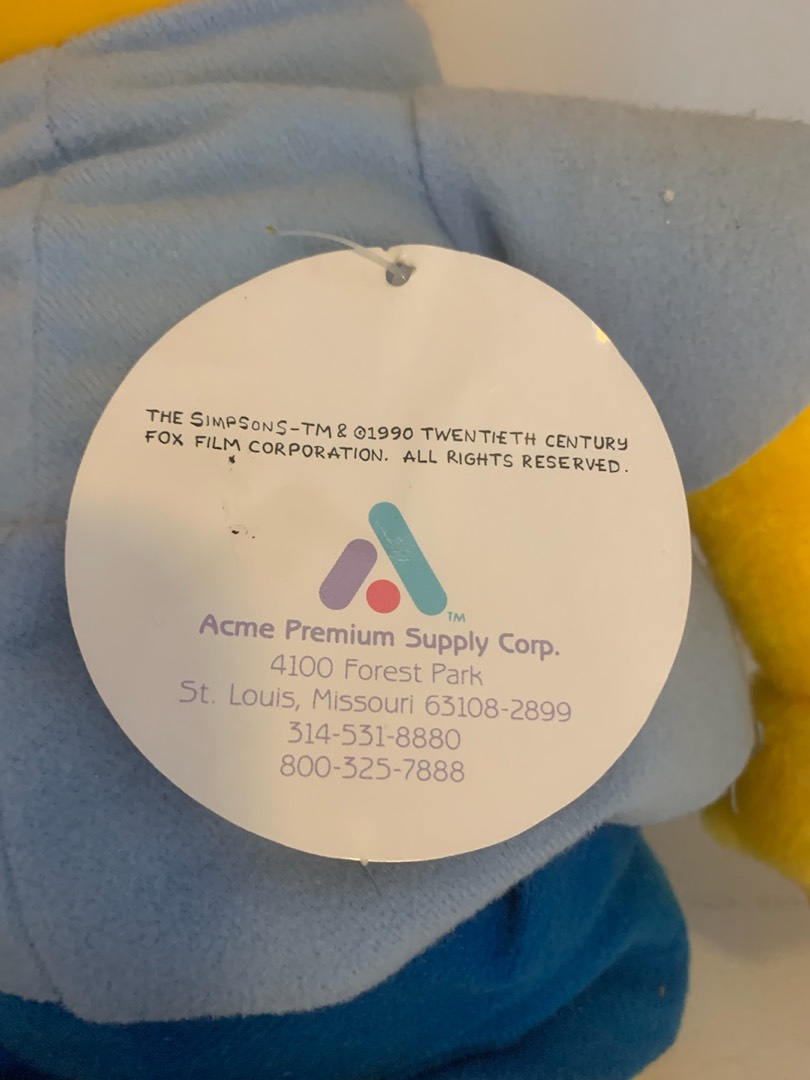 THE SIMPSONS-TM & ©1990 TWENTIETH CENTURY
FOX FILM CORPORATION. ALL RIGHTS RESERVED.
TM
Acme Premium Supply Corp.
4100 Forest Park
St. Louis, Missouri 63108-2899
314-531-8880
800-325-7888